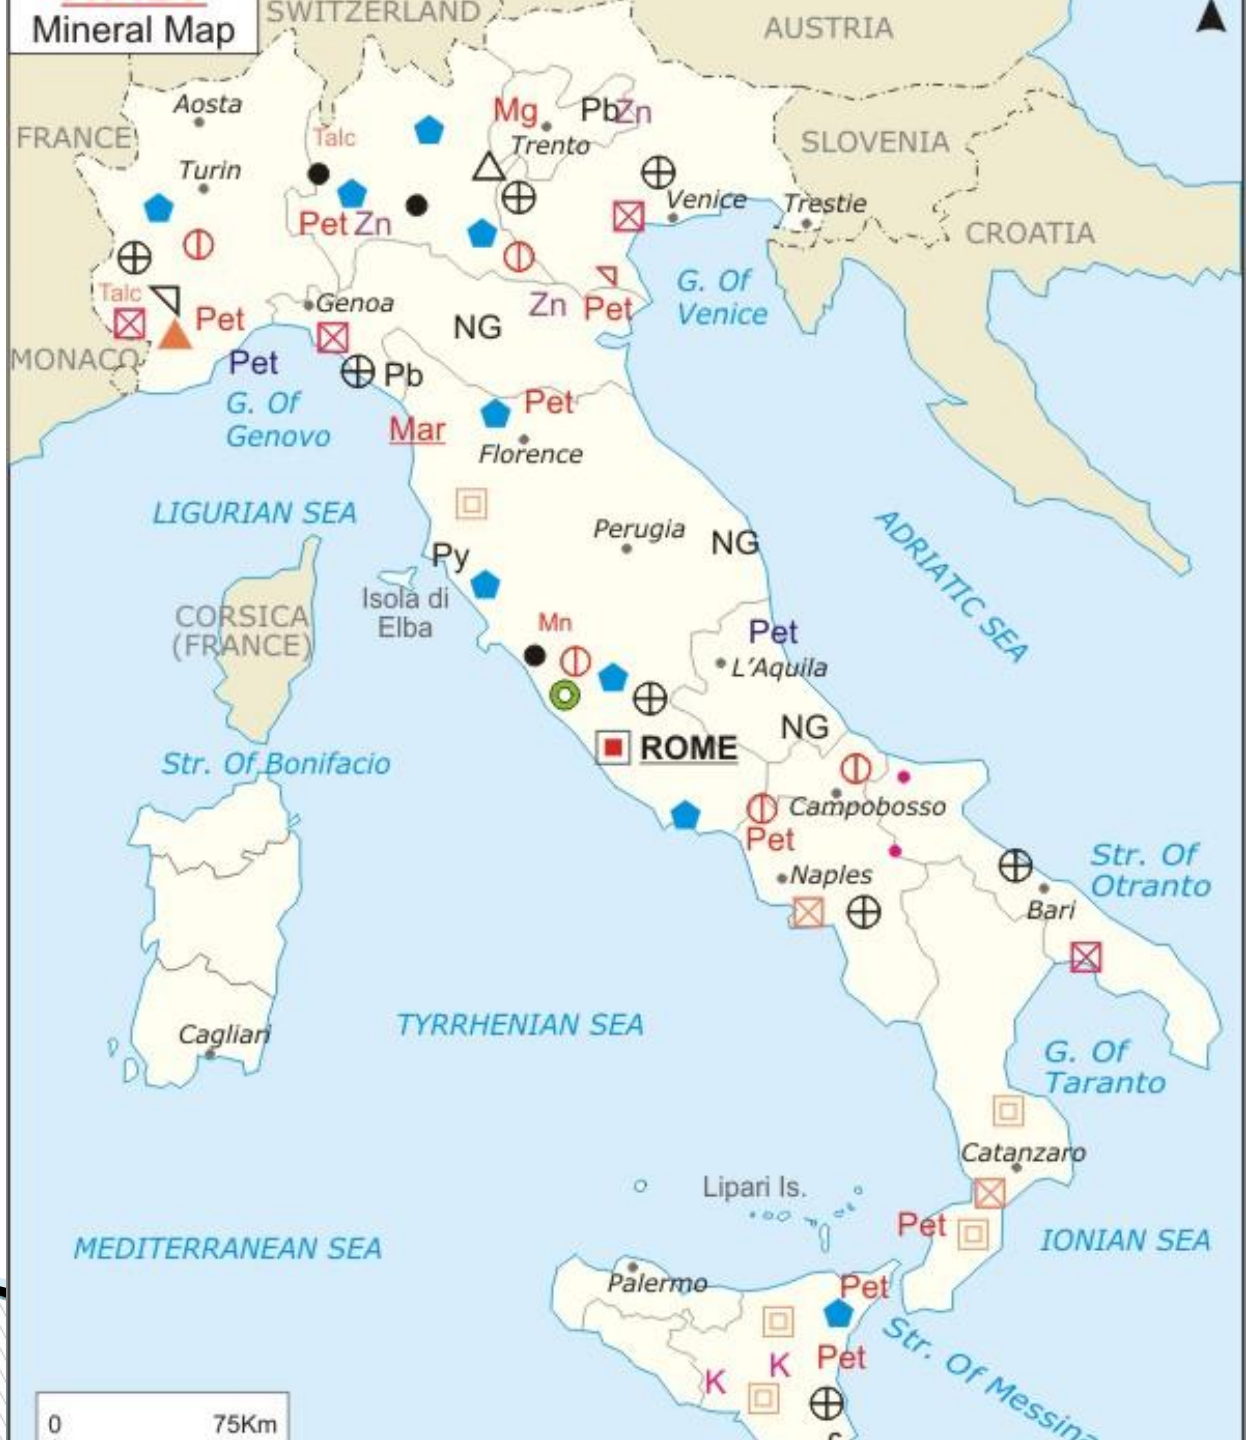 SWITZERLAND
Mineral Map
AUSTRIA
Aosta
FRANCE
Talc
Mg
Pb
Zn
Trento
SLOVENIA
Turin
Venice
Trestie
Pet
Zn
CROATIA
G. Of
Venice
Talc
Pet
Genoa
NG
Zn
Pet
MONACO
Pet
Pb
G. Of
Genovo
Pet
Mar
Florence
LIGURIAN SEA
Perugia
NG
ADRIATIC SEA
Py
Isola di
Elba
CORSICA
(FRANCE)
Mn
Pet
L'Aquila
NG
ROME
Str. Of Bonifacio
Campobosso
Pet
Naples
Str. Of
Otranto
Bari
Cagliari
TYRRHENIAN SEA
G. Of
Taranto
Catanzaro
Lipari Is.
Pet
MEDITERRANEAN SEA
IONIAN SEA
Palermo
Pet
Str. Of Messina
K
K
Pet
0
75Km